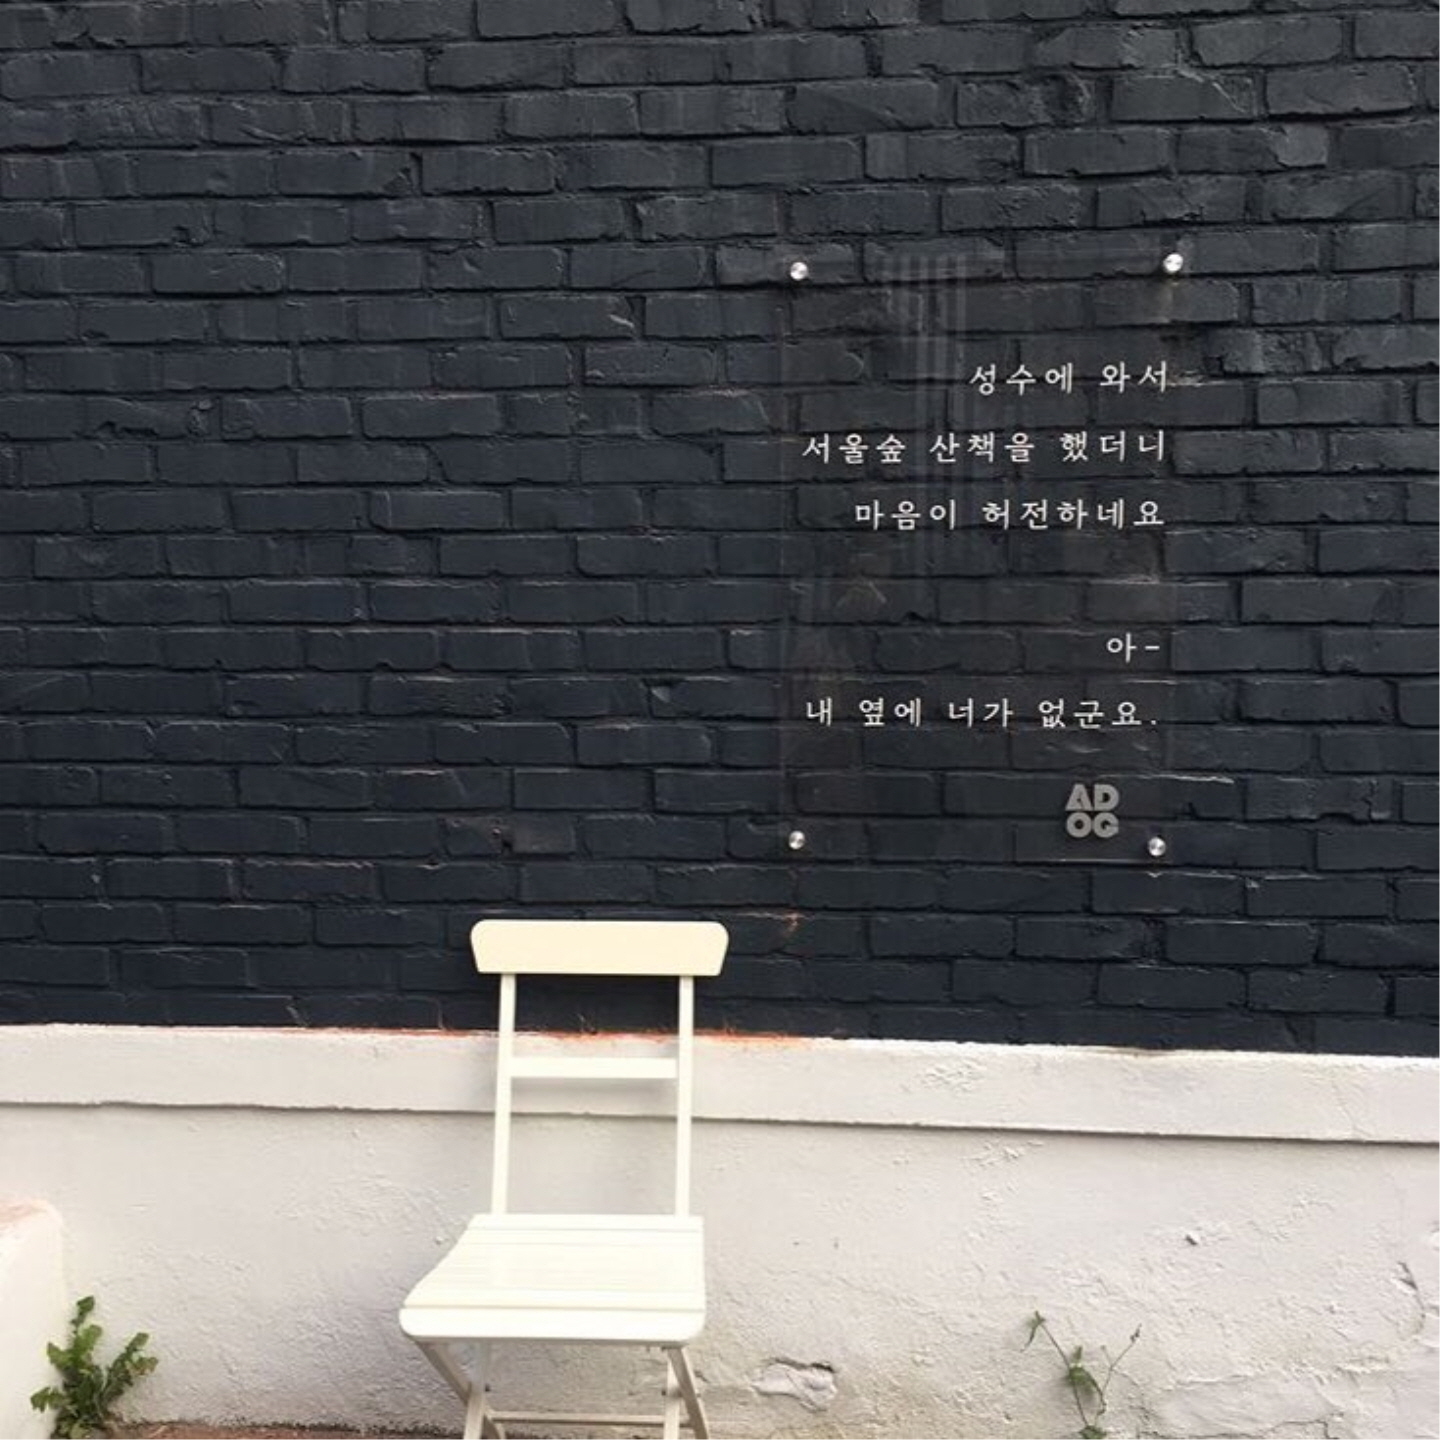 성수에 와서
서울숲 산책을 했더니
마음이 허전하네요
아-
내 옆에 너가 없군요.
AD
OG